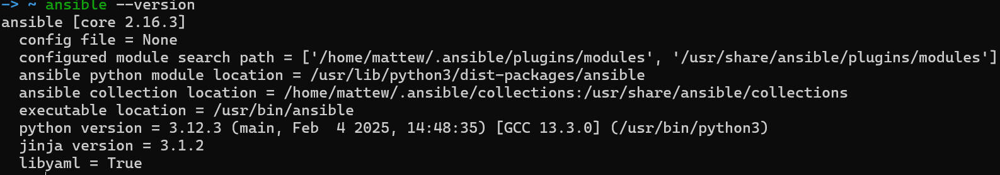 -> ~ ansible --version
ansible [core 2.16.3]
  config file = None
  configured module search path = ['/home/mattew/.ansible/plugins/modules', '/usr/share/ansible/plugins/modules']
  ansible python module location = /usr/lib/python3/dist-packages/ansible
  ansible collection location = /home/mattew/.ansible/collections:/usr/share/ansible/collections
  executable location = /usr/bin/ansible
  python version = 3.12.3 (main, Feb  4 2025, 14:48:35) [GCC 13.3.0] (/usr/bin/python3)
  jinja version = 3.1.2
  libyaml = True